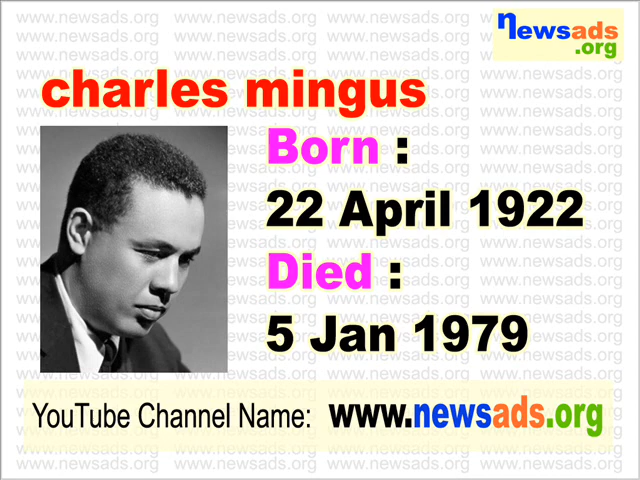 newsads
.org
charles mingus
Born :
22 April 1922
Died :
5 Jan 1979
YouTube Channel Name: www.newsads.org